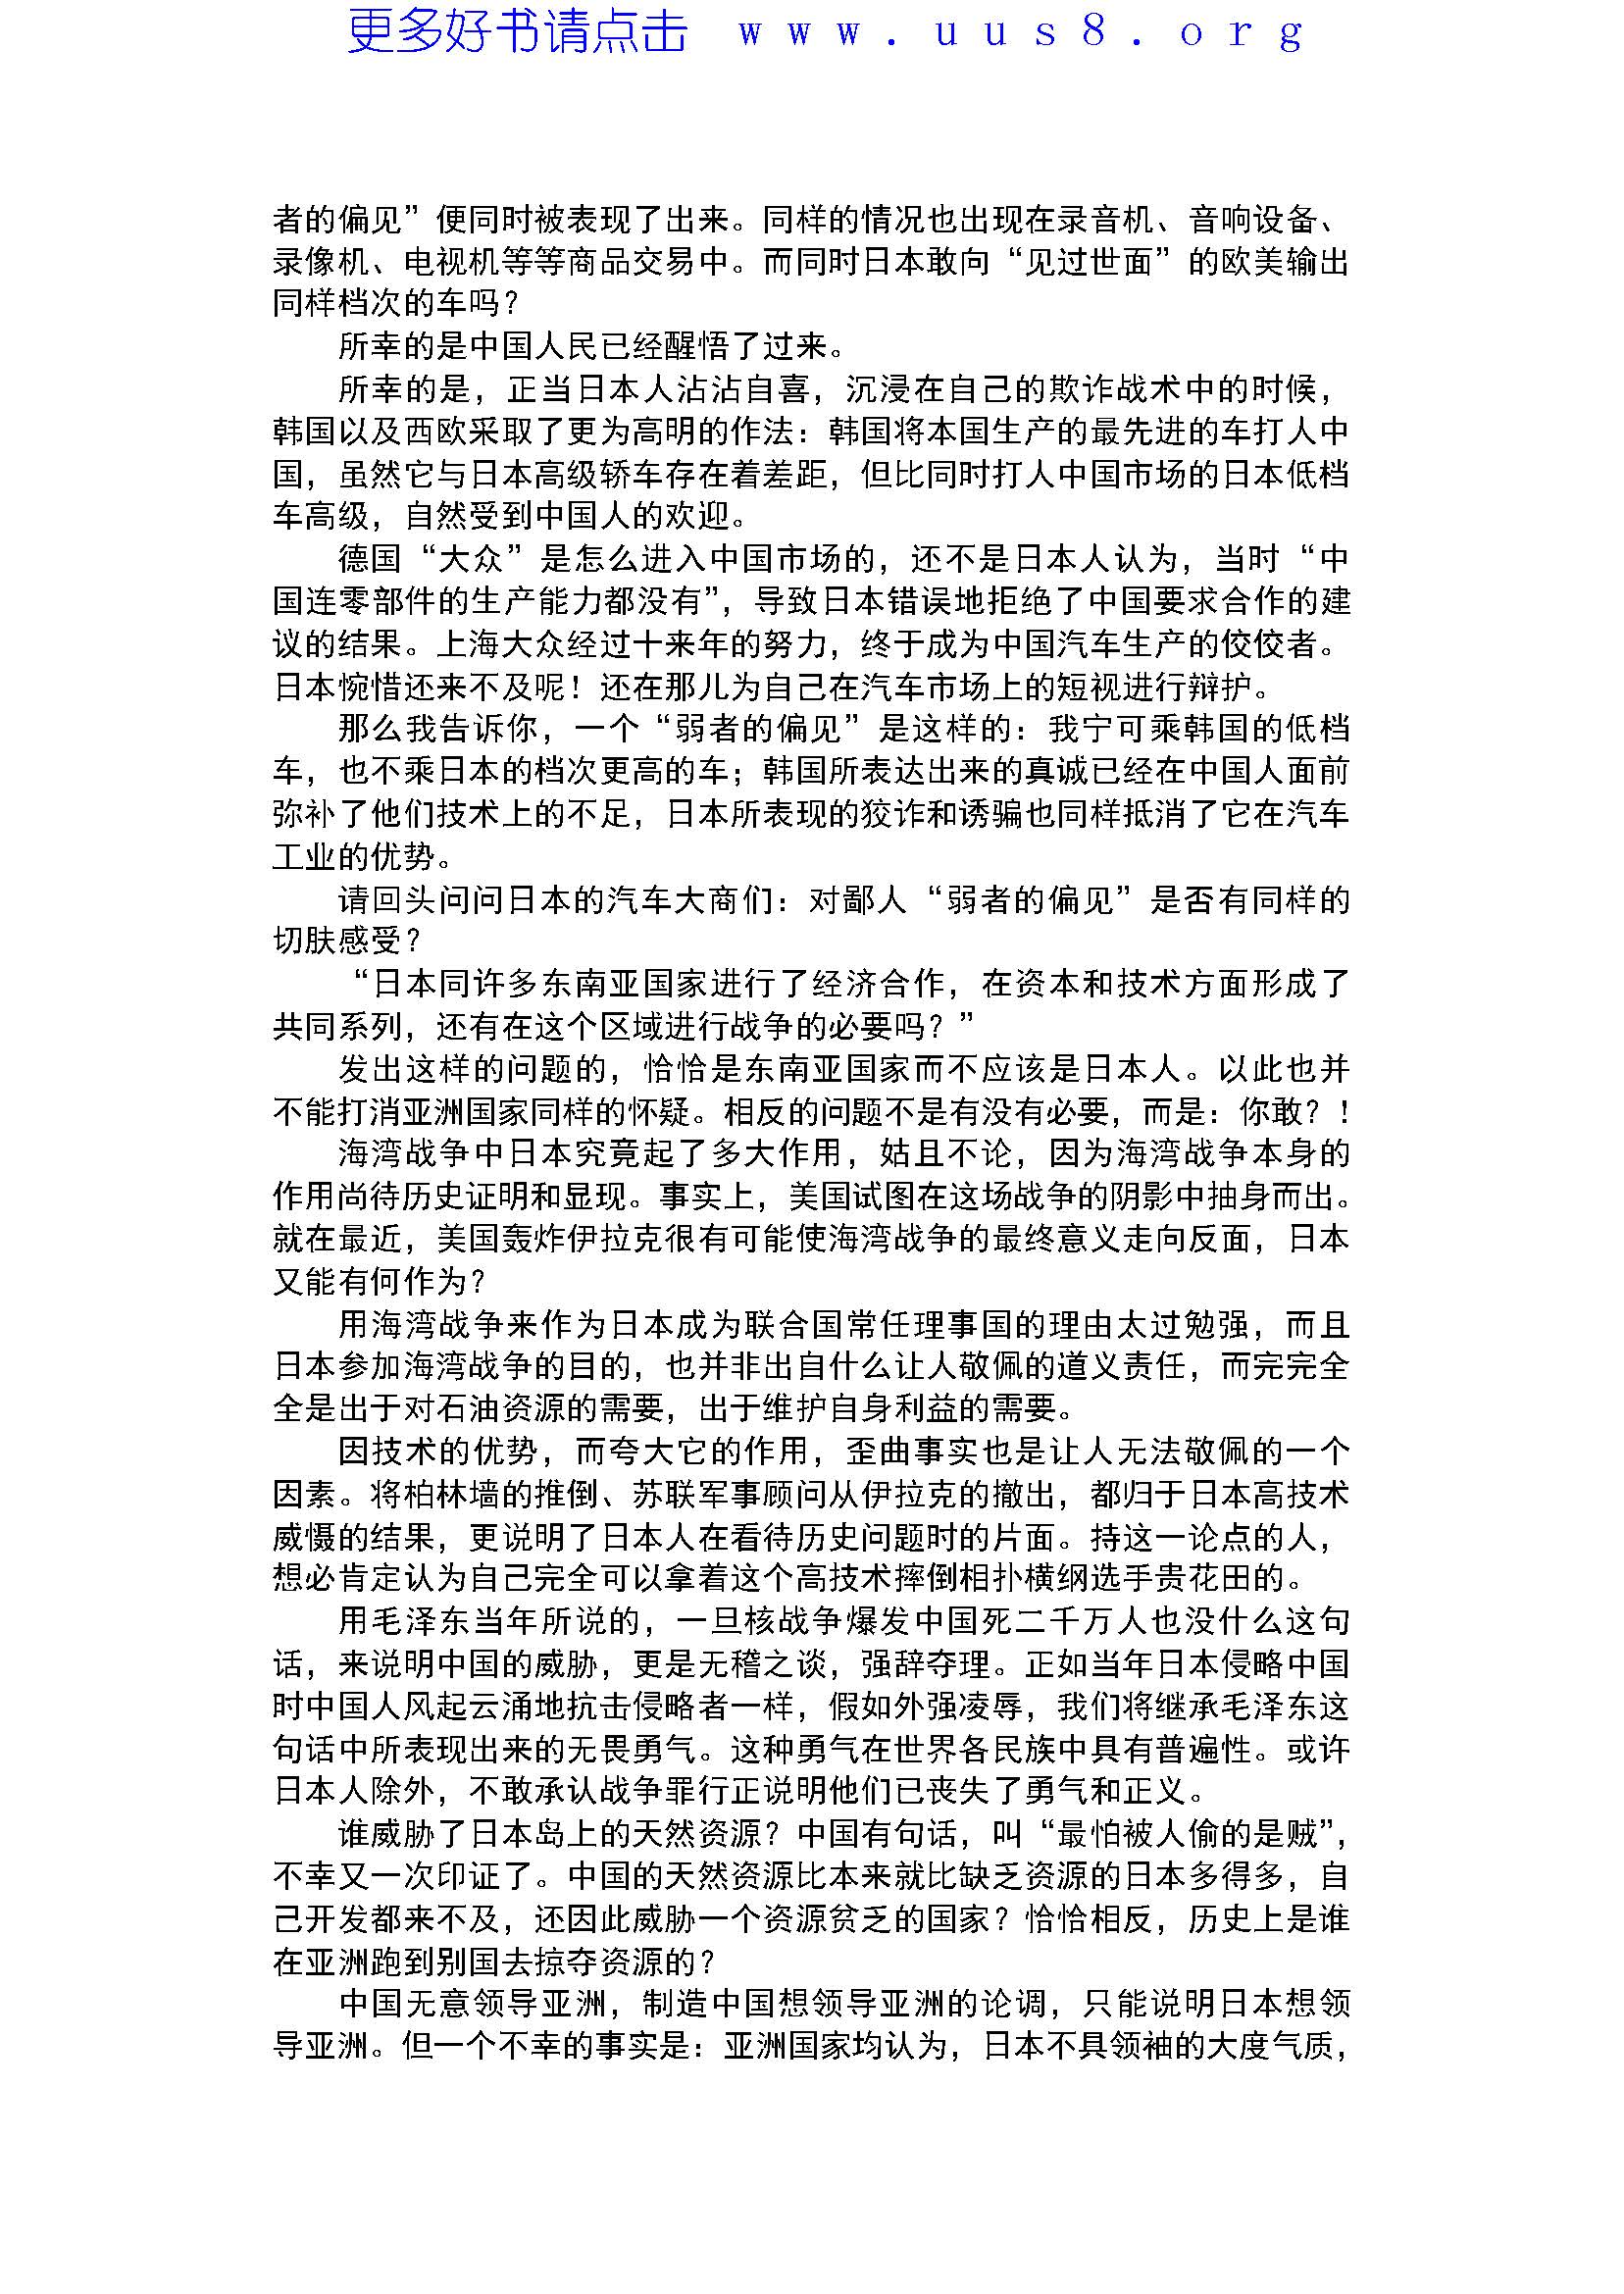 更多好书请点击 www.uus8.org
者的偏见”便同时被表现了出来。同样的情况也出现在录音机、音响设备、
录像机、电视机等等商品交易中。而同时日本敢向“见过世面”的欧美输出
同样档次的车吗？
所幸的是中国人民已经醒悟了过来。
所幸的是，正当日本人沾沾自喜，沉浸在自己的欺诈战术中的时候，
韩国以及西欧采取了更为高明的作法：韩国将本国生产的最先进的车打人中
国，虽然它与日本高级轿车存在着差距，但比同时打人中国市场的日本低档
车高级，自然受到中国人的欢迎。
德国“大众”是怎么进入中国市场的，还不是日本人认为，当时“中
国连零部件的生产能力都没有”，导致日本错误地拒绝了中国要求合作的建
议的结果。上海大众经过十来年的努力，终于成为中国汽车生产的佼佼者。
日本惋惜还来不及呢！还在那儿为自己在汽车市场上的短视进行辩护。
那么我告诉你，一个“弱者的偏见”是这样的：我宁可乘韩国的低档
车，也不乘日本的档次更高的车；韩国所表达出来的真诚已经在中国人面前
弥补了他们技术上的不足，日本所表现的狡诈和诱骗也同样抵消了它在汽车
工业的优势。
请回头问问日本的汽车大商们：对鄙人“弱者的偏见”是否有同样的
切肤感受？
“日本同许多东南亚国家进行了经济合作，在资本和技术方面形成了
共同系列，还有在这个区域进行战争的必要吗？”
发出这样的问题的，恰恰是东南亚国家而不应该是日本人。以此也并
不能打消亚洲国家同样的怀疑。相反的问题不是有没有必要，而是：你敢？！
海湾战争中日本究竟起了多大作用，姑且不论，因为海湾战争本身的
作用尚待历史证明和显现。事实上，美国试图在这场战争的阴影中抽身而出。
就在最近，美国轰炸伊拉克很有可能使海湾战争的最终意义走向反面，日本
又能有何作为？
用海湾战争来作为日本成为联合国常任理事国的理由太过勉强，而且
日本参加海湾战争的目的，也并非出自什么让人敬佩的道义责任，而完完全
全是出于对石油资源的需要，出于维护自身利益的需要。
因技术的优势，而夸大它的作用，歪曲事实也是让人无法敬佩的一个
因素。将柏林墙的推倒、苏联军事顾问从伊拉克的撤出，都归于日本高技术
威慑的结果，更说明了日本人在看待历史问题时的片面。持这一论点的人，
想必肯定认为自己完全可以拿着这个高技术摔倒相扑横纲选手贵花田的。
用毛泽东当年所说的，一旦核战争爆发中国死二千万人也没什么这句
话，来说明中国的威胁，更是无稽之谈，强辞夺理。正如当年日本侵略中国
时中国人风起云涌地抗击侵略者一样，假如外强凌辱，我们将继承毛泽东这
句话中所表现出来的无畏勇气。这种勇气在世界各民族中具有普遍性。或许
日本人除外，不敢承认战争罪行正说明他们已丧失了勇气和正义。
谁威胁了日本岛上的天然资源？中国有句话，叫“最怕被人偷的是贼”，
不幸又一次印证了。中国的天然资源比本来就比缺乏资源的日本多得多，自
己开发都来不及，还因此威胁一个资源贫乏的国家？恰恰相反，历史上是谁
在亚洲跑到别国去掠夺资源的？
中国无意领导亚洲，制造中国想领导亚洲的论调，只能说明日本想领
导亚洲。但一个不幸的事实是：亚洲国家均认为，日本不具领袖的大度气质，